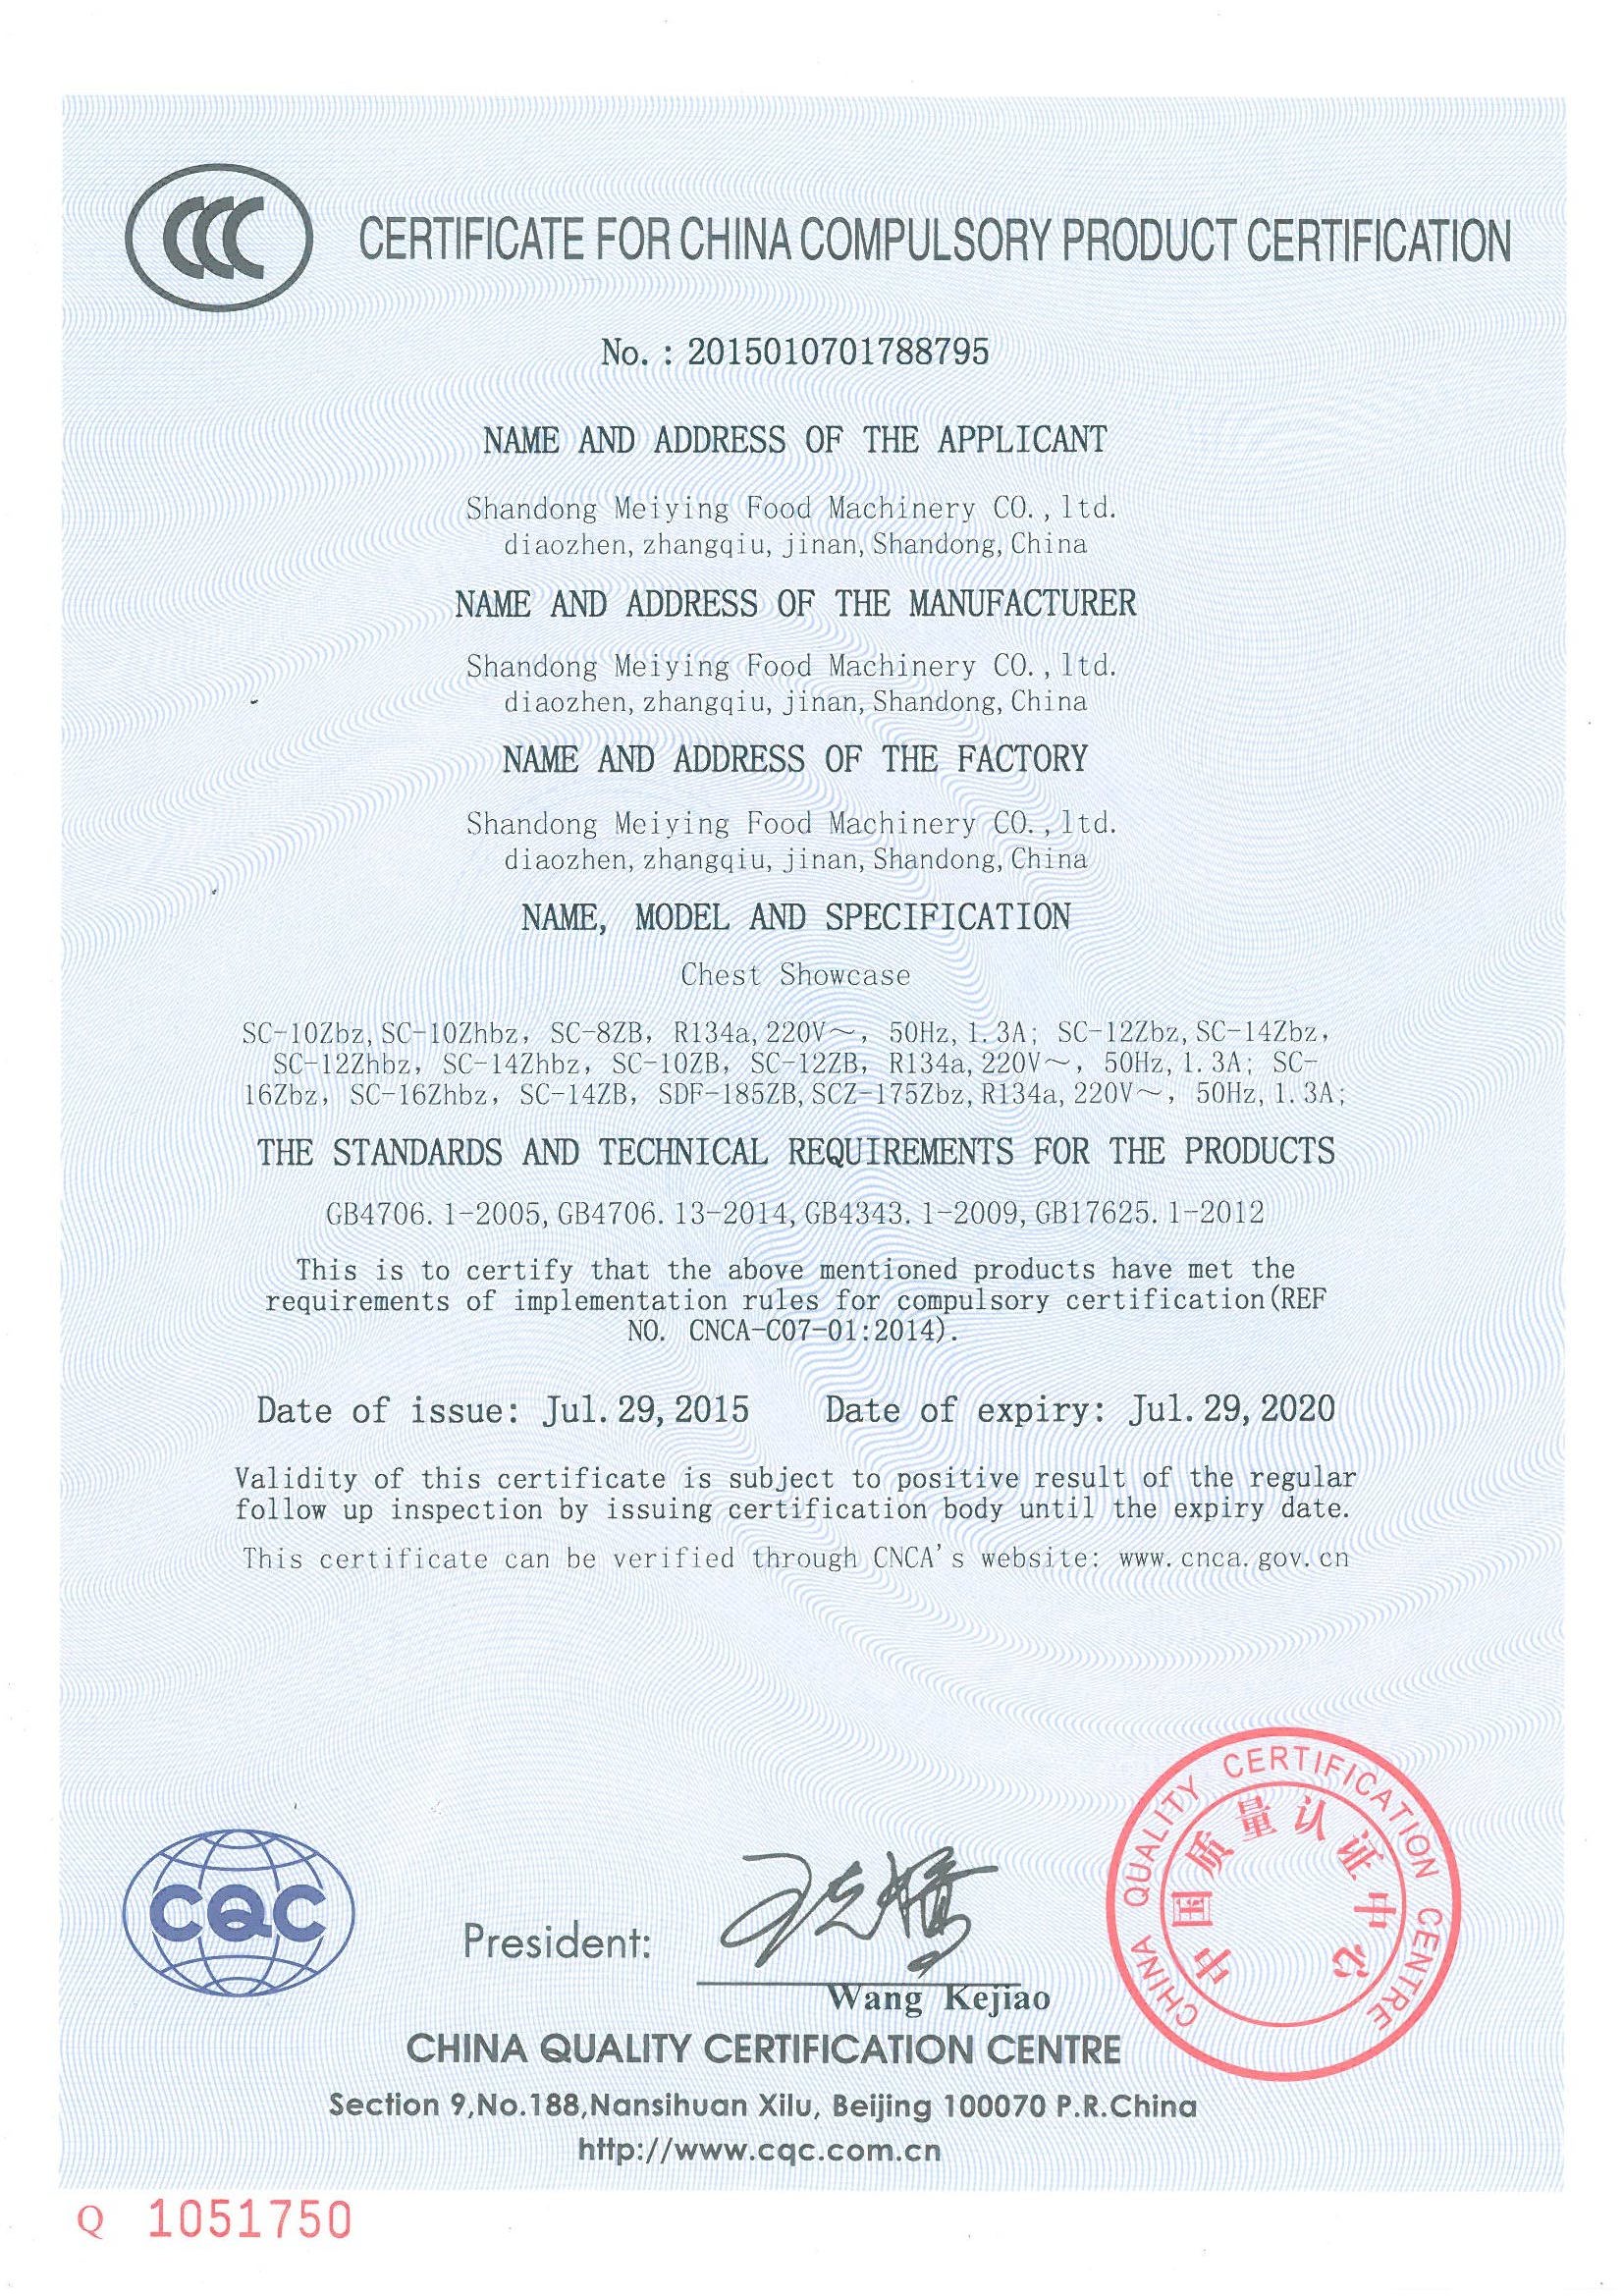 CCC
CERTIFICATE FOR CHINA COMPULSORY PRODUCT CERTIFICATION
No. : 2015010701788795
NAME AND ADDRESS OF THE APPLICANT
Shandong Meiying Food Machinery CO.,ltd.
diaozhen, zhangqiu, jinan, Shandong, China
NAME AND ADDRESS OF THE MANUFACTURER
Shandong Meiying Food Machinery CO.,ltd.
diaozhen, zhangqiu, jinan, Shandong, China
NAME AND ADDRESS OF THE FACTORY
Shandong Meiying Food Machinery CO.,ltd.
diaozhen, zhangqiu, jinan, Shandong, China
NAME, MODEL AND SPECIFICATION
Chest Showcase
SC-10Zbz, SC-10Zhbz, SC-8ZB, R134a, 220V～, 50Hz, 1.3A; SC-12Zbz, SC-14Zbz,
SC-12Zhbz, SC-14Zhbz, SC-10ZB, SC-12ZB, R134a, 220V～, 50Hz, 1.3A; SC-
16Zbz, SC-16Zhbz, SC-14ZB, SDF-185ZB, SCZ-175Zbz, R134a, 220V～, 50Hz, 1.3A;
THE STANDARDS AND TECHNICAL REQUIREMENTS FOR THE PRODUCTS
GB4706.1-2005, GB4706.13-2014, GB4343.1-2009, GB17625.1-2012
This is to certify that the above mentioned products have met the
requirements of implementation rules for compulsory certification(REF
NO. CNCA-C07-01:2014).
Date of issue: Jul. 29, 2015 Date of expiry: Jul. 29, 2020
Validity of this certificate is subject to positive result of the regular
follow up inspection by issuing certification body until the expiry date.
This certificate can be verified through CNCA's website: www.cnca.gov.cn
CHINA QUALITY CERTIFICATION CENTRE
中国质量认证中心
CQC
President:
王克娇
Wang Kejiao
CHINA QUALITY CERTIFICATION CENTRE
Section 9,No.188,Nansihuan Xilu, Beijing 100070 P.R.China
http://www.cqc.com.cn
Q 1051750